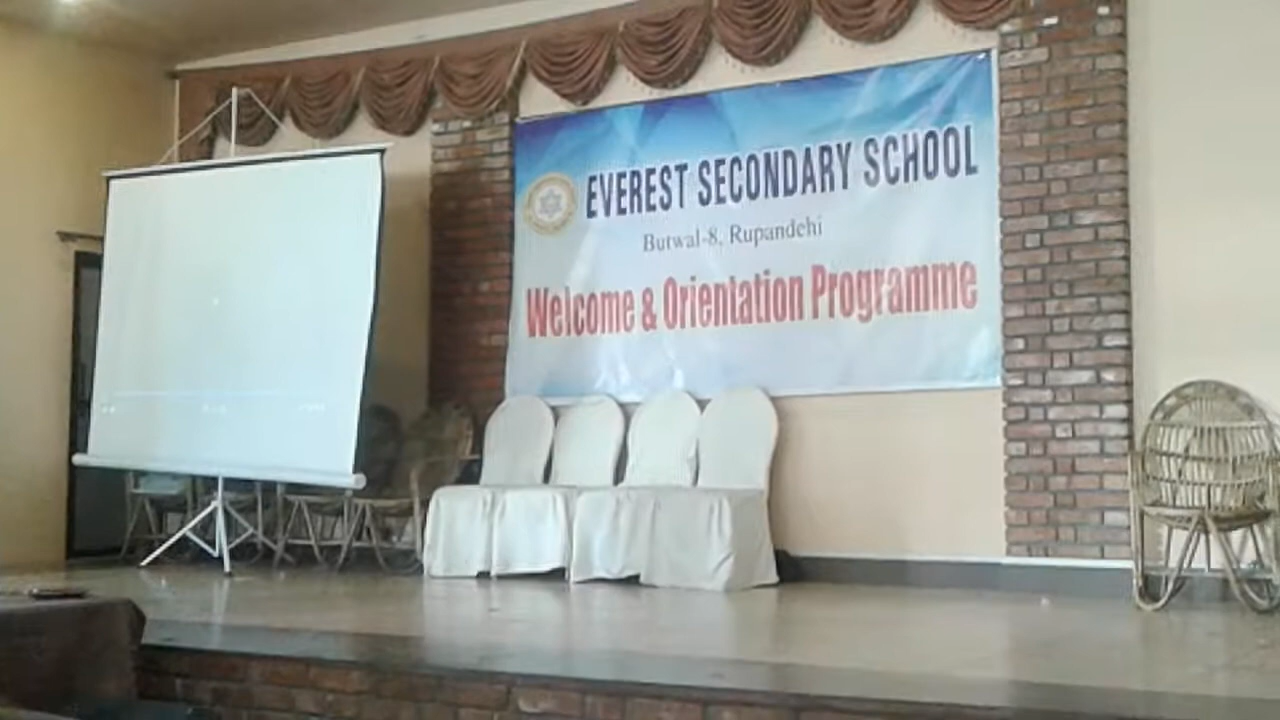 EVEREST SECONDARY SCHOOL
Butwal-8, Rupandehi
Welcome & Orientation Programme